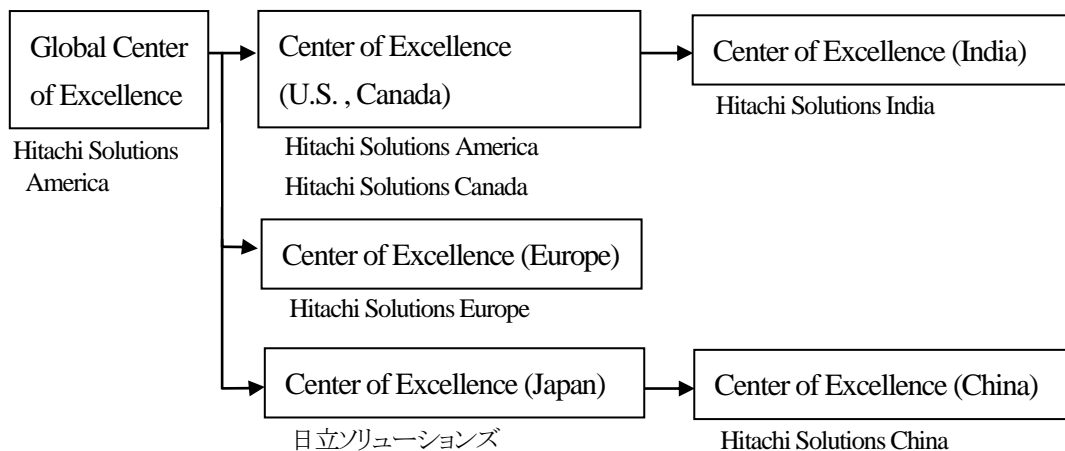 Global Center
of Excellence
Hitachi Solutions
America
Center of Excellence
(U.S. , Canada)
Hitachi Solutions America
Hitachi Solutions Canada
Center of Excellence (India)
Hitachi Solutions India
Center of Excellence (Europe)
Hitachi Solutions Europe
Center of Excellence (Japan)
日立ソリューションズ
Center of Excellence (China)
Hitachi Solutions China